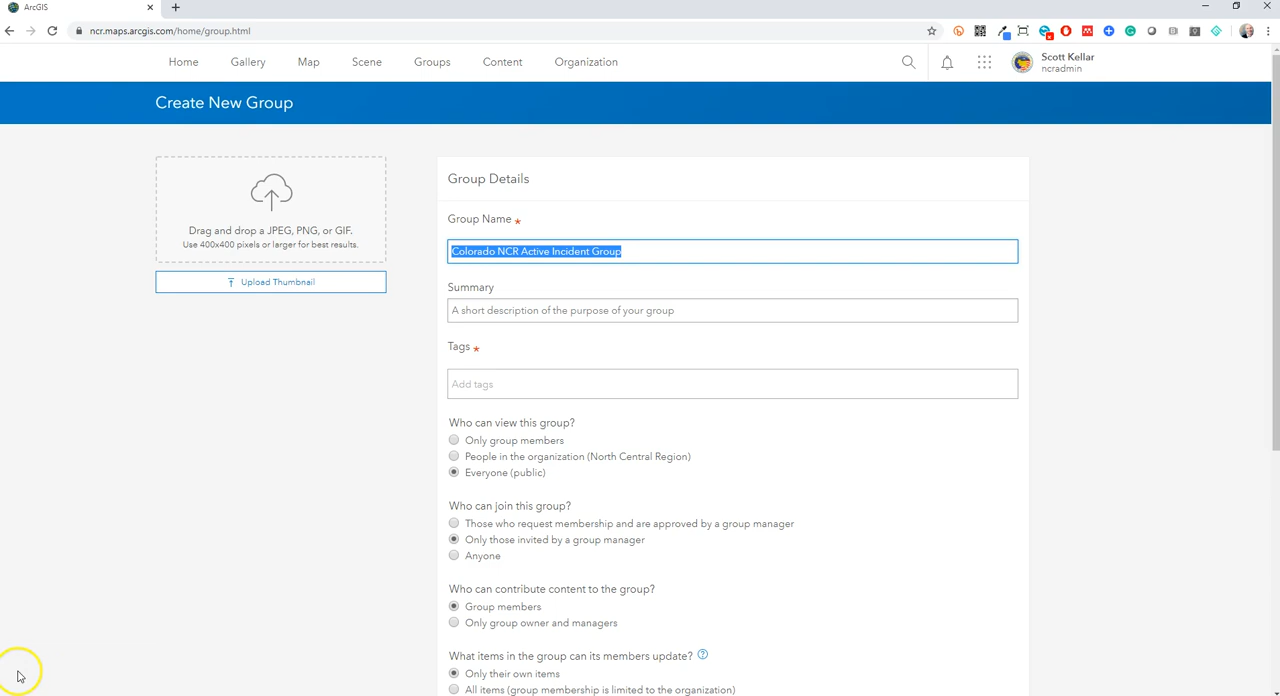 ArcGIS
ncr.maps.arcgis.com/home/group.html
Home Gallery Map Scene Groups Content Organization
Scott Kellar
ncradmin
Create New Group
Drag and drop a JPEG, PNG, or GIF.
Use 400x400 pixels or larger for best results.
Upload Thumbnail
Group Details
Group Name *
Colorado NCR Active Incident Group
Summary
A short description of the purpose of your group
Tags *
Add tags
Who can view this group?
Only group members
People in the organization (North Central Region)
Everyone (public)
Who can join this group?
Those who request membership and are approved by a group manager
Only those invited by a group manager
Anyone
Who can contribute content to the group?
Group members
Only group owner and managers
What items in the group can its members update? ?
Only their own items
All items (group membership is limited to the organization)